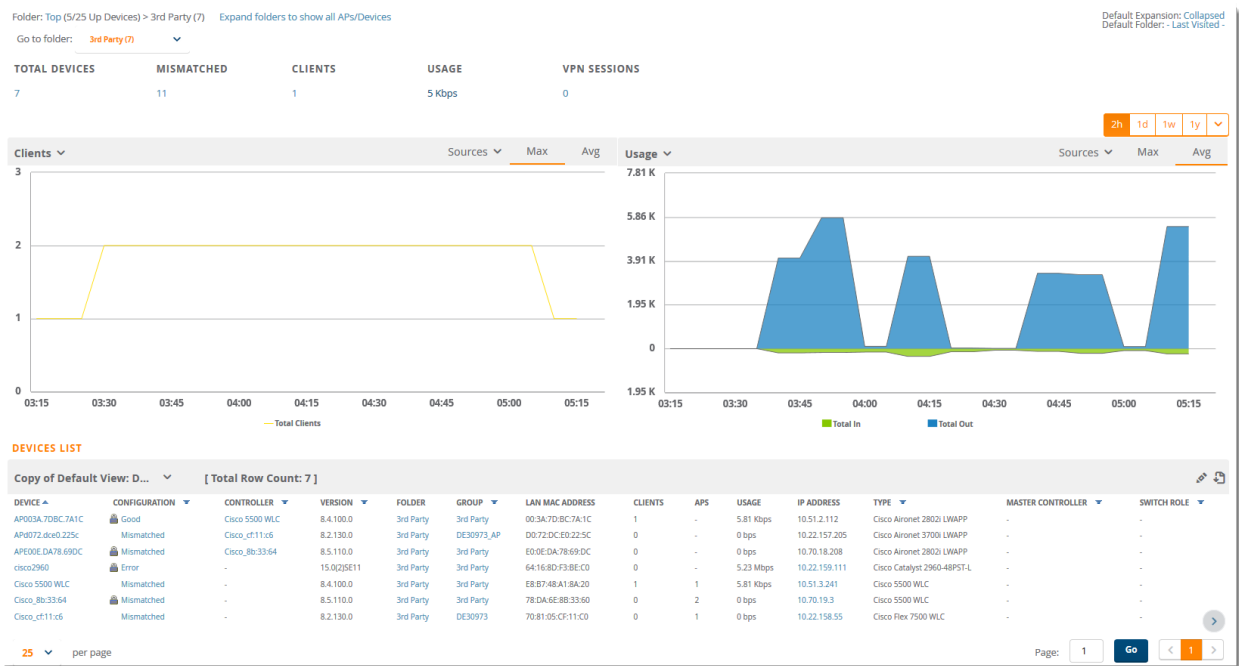 Folder: Top (5/25 Up Devices) > 3rd Party (7) Expand folders to show all APs/Devices
Default Expansion: Collapsed
Default Folder: - Last Visited -
Go to folder: 3rd Party (7)
TOTAL DEVICES MISMATCHED CLIENTS USAGE VPN SESSIONS
7 11 1 5 Kbps 0
2h 1d 1w 1y
Clients Sources Max Avg
3
2
1
0
03:15 03:30 03:45 04:00 04:15 04:30 04:45 05:00 05:15
Total Clients
Usage Sources Max Avg
7.81 K
5.86 K
3.91 K
1.95 K
0
1.95 K
03:15 03:30 03:45 04:00 04:15 04:30 04:45 05:00 05:15
Total In Total Out
DEVICES LIST
Copy of Default View: D... [ Total Row Count: 7 ]
DEVICE CONFIGURATION CONTROLLER VERSION FOLDER GROUP LAN MAC ADDRESS CLIENTS APS USAGE IP ADDRESS TYPE MASTER CONTROLLER SWITCH ROLE
AP003A.7DBC.7A1C Good Cisco 5500 WLC 8.4.100.0 3rd Party 3rd Party 00:3A:7D:BC:7A:1C 1 - 5.81 Kbps 10.51.2.112 Cisco Aironet 2802i LWAPP - -
APd072.dce0.225c Mismatched Cisco_cf:11:c6 8.2.130.0 3rd Party DE30973_AP D0:72:DC:E0:22:5C 0 - 0 bps 10.22.157.205 Cisco Aironet 3700i LWAPP - -
APE00E.DA78.69DC Mismatched Cisco_8b:33:64 8.5.110.0 3rd Party 3rd Party E0:0E:DA:78:69:DC 0 - 0 bps 10.70.18.208 Cisco Aironet 2802i LWAPP - -
cisco2960 Error - 15.0(2)SE11 3rd Party 3rd Party 64:16:8D:F3:BE:C0 0 - 5.23 Mbps 10.22.159.111 Cisco Catalyst 2960-48PST-L - -
Cisco 5500 WLC Mismatched - 8.4.100.0 3rd Party 3rd Party E8:B7:48:A1:8A:20 1 1 5.81 Kbps 10.51.3.241 Cisco 5500 WLC - -
Cisco_8b:33:64 Mismatched - 8.5.110.0 3rd Party 3rd Party 78:DA:6E:8B:33:60 0 2 0 bps 10.70.19.3 Cisco 5500 WLC - -
Cisco_cf:11:c6 Mismatched - 8.2.130.0 3rd Party DE30973 70:81:05:CF:11:C0 0 1 0 bps 10.22.158.55 Cisco Flex 7500 WLC - -
25 per page Page: 1 Go < 1 >